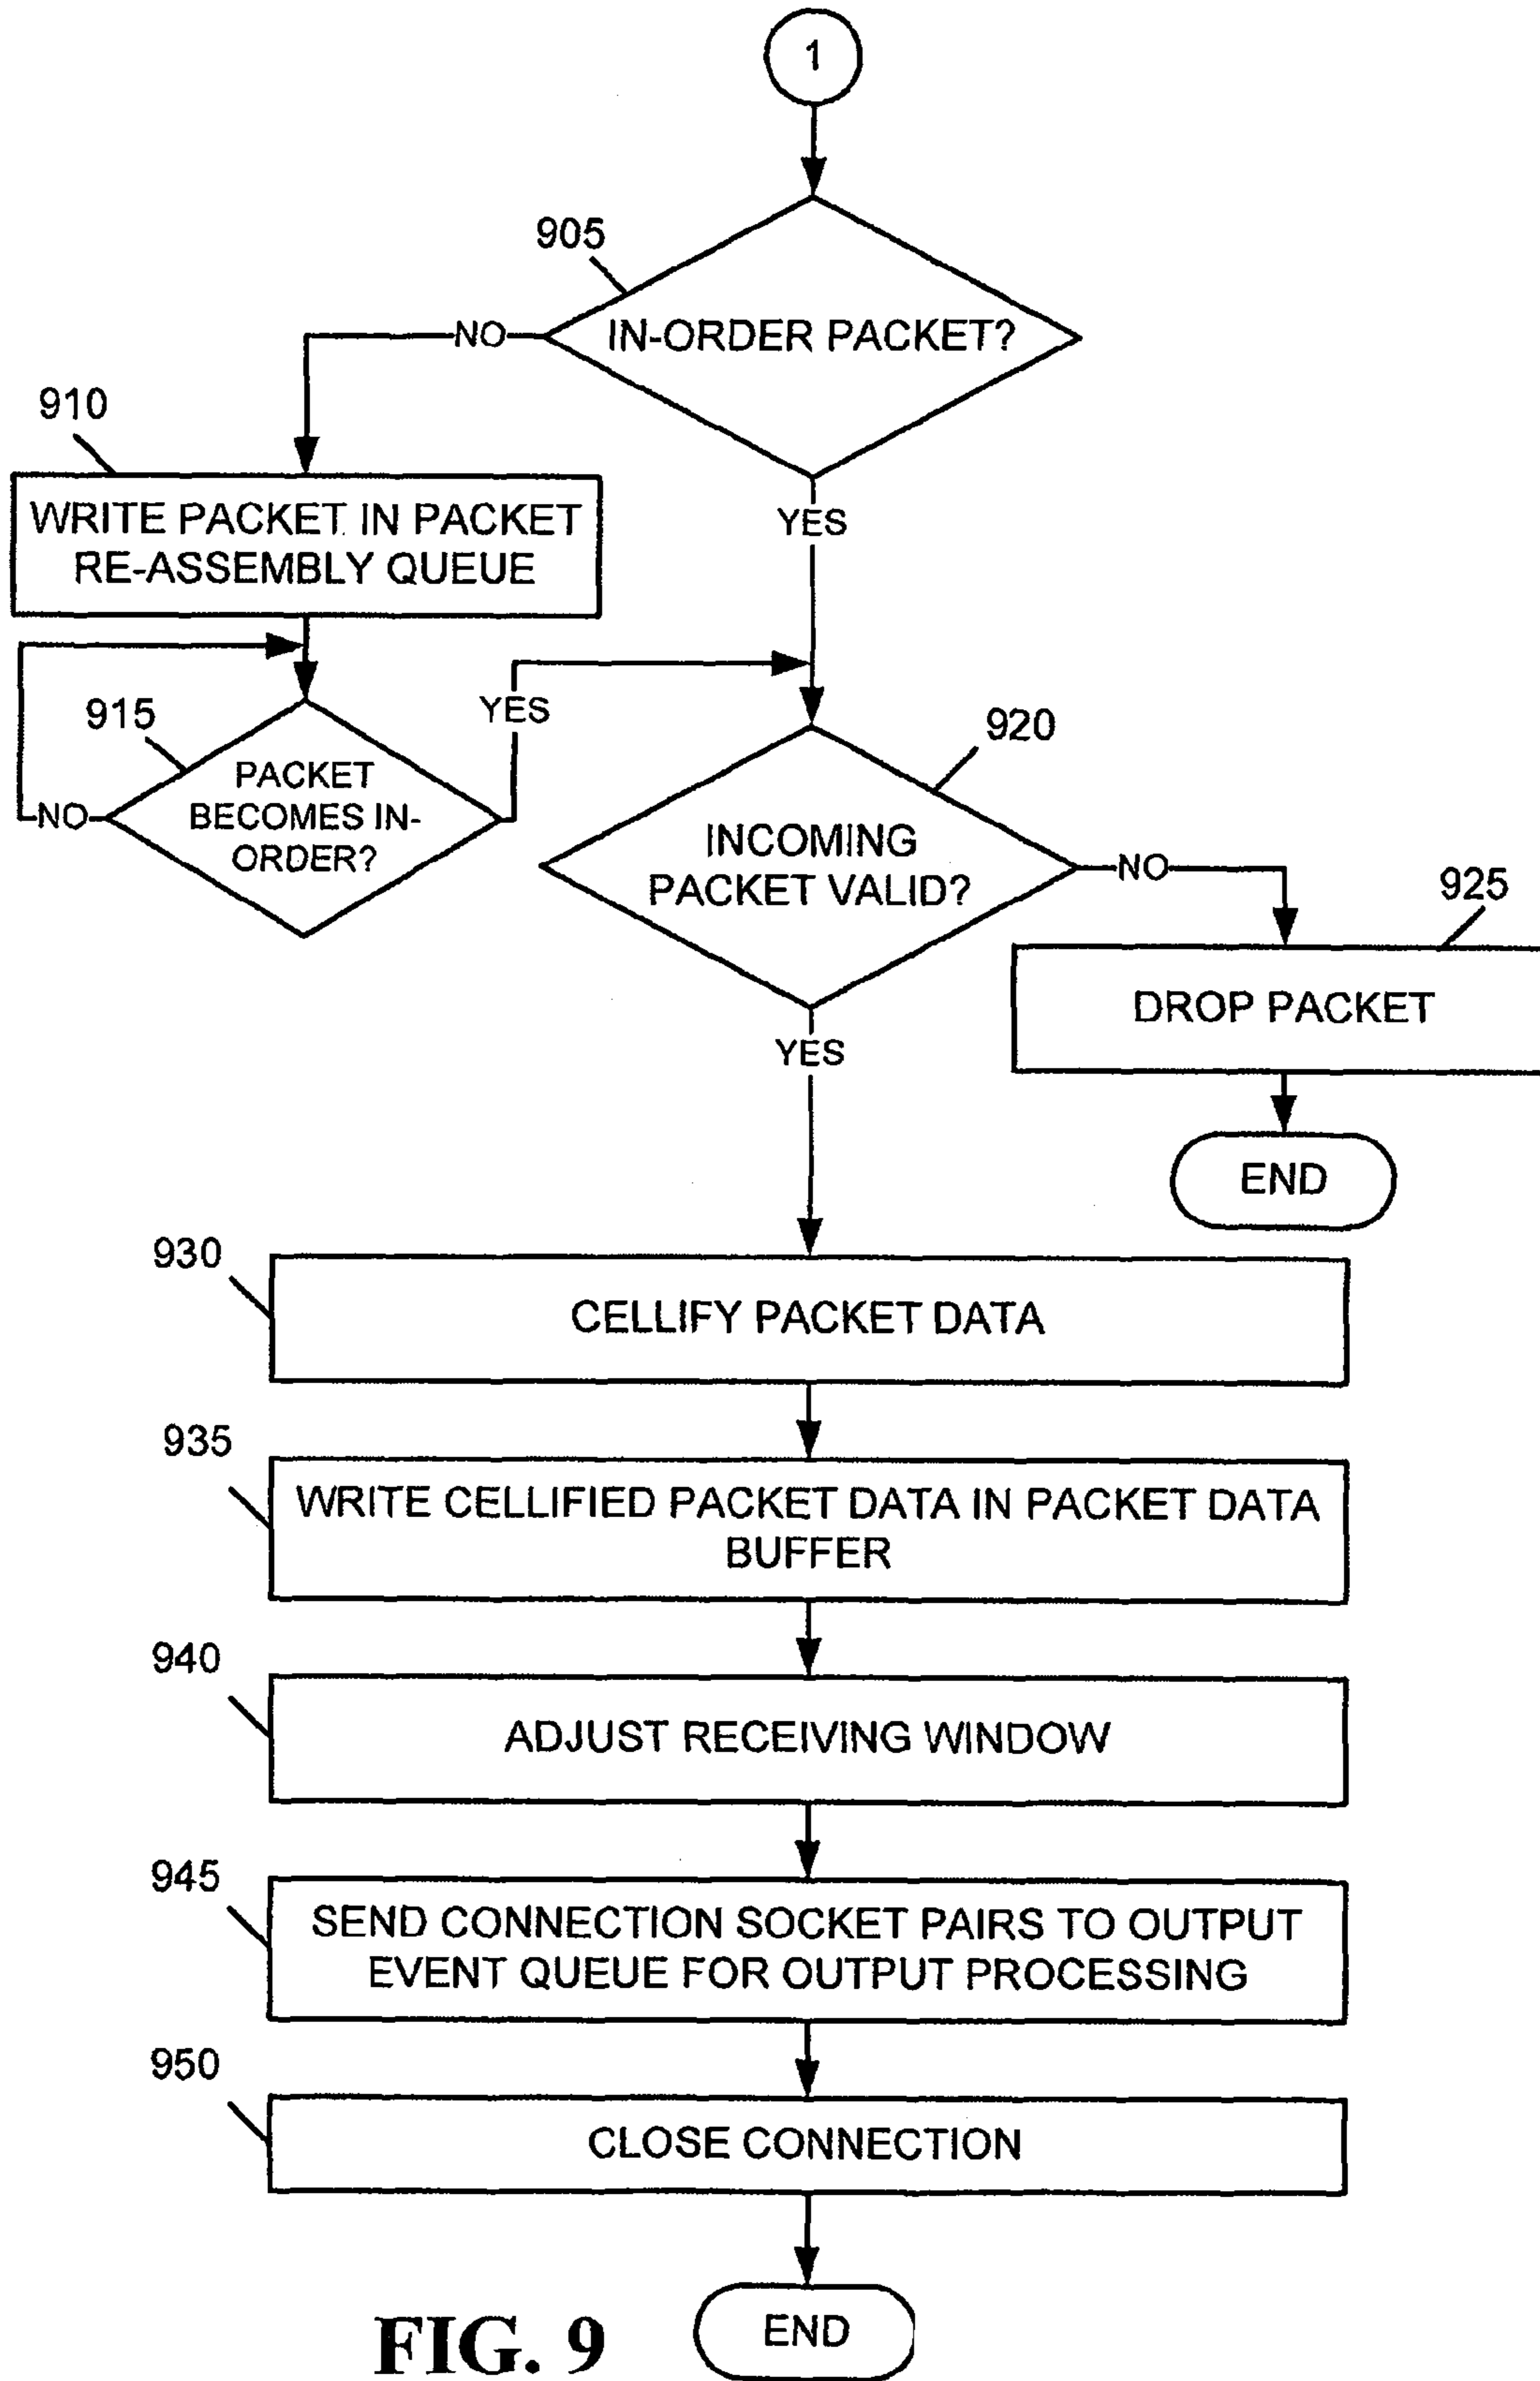 1
905
IN-ORDER PACKET?
NO
910
WRITE PACKET IN PACKET
RE-ASSEMBLY QUEUE
YES
915
YES
PACKET
BECOMES IN-
ORDER?
NO
920
INCOMING
PACKET VALID?
NO
925
DROP PACKET
YES
END
930
CELLIFY PACKET DATA
935
WRITE CELLIFIED PACKET DATA IN PACKET DATA
BUFFER
940
ADJUST RECEIVING WINDOW
945
SEND CONNECTION SOCKET PAIRS TO OUTPUT
EVENT QUEUE FOR OUTPUT PROCESSING
950
CLOSE CONNECTION
END
FIG. 9